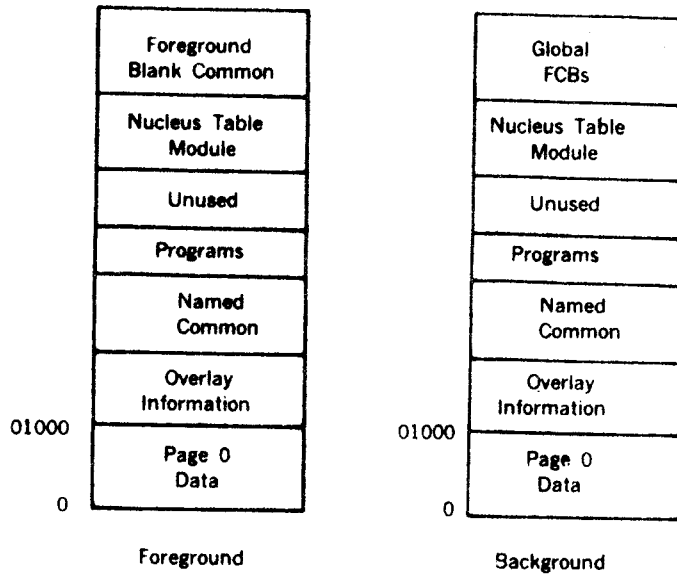 Foreground
Blank Common
Nucleus Table
Module
Unused
Programs
Named
Common
Overlay
Information
01000
Page 0
Data
0
Foreground
Global
FCBs
Nucleus Table
Module
Unused
Programs
Named
Common
Overlay
Information
01000
Page 0
Data
0
Background